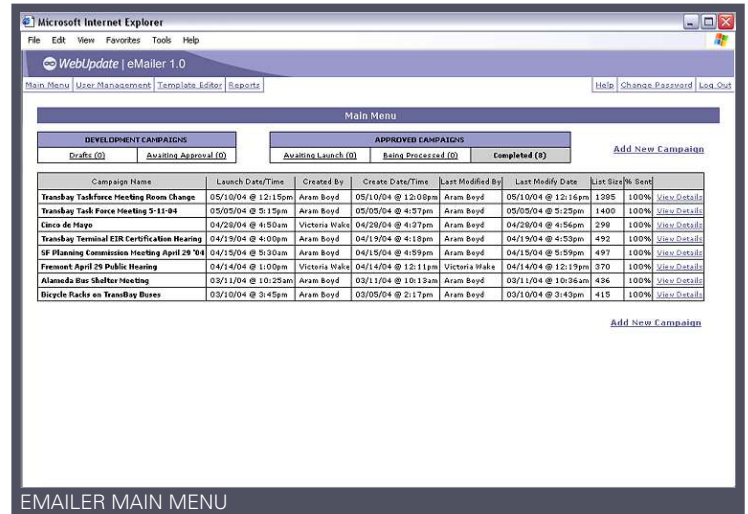 Microsoft Internet Explorer
File Edit View Favorites Tools Help
WebUpdate | eMailer 1.0
Main Menu User Management Template Editor Reports Help Change Password Log Out
Main Menu
DEVELOPMENT CAMPAIGNS APPROVED CAMPAIGNS
Drafts (0) Awaiting Approval (0) Awaiting Launch (0) Being Processed (0) Completed (8) Add New Campaign
Campaign Name Launch Date/Time Created By Create Date/Time Last Modified By Last Modify Date List Size % Sent
Transbay Taskforce Meeting Room Change 05/10/04 @ 12:15pm Aram Boyd 05/10/04 @ 12:08pm Aram Boyd 05/10/04 @ 12:16pm 1385 100% View Details
Transbay Task Force Meeting 5-11-04 05/05/04 @ 5:15pm Aram Boyd 05/05/04 @ 4:57pm Aram Boyd 05/05/04 @ 5:25pm 1400 100% View Details
Cinco de Mayo 04/28/04 @ 4:50am Victoria Wake 04/28/04 @ 4:37pm Aram Boyd 04/28/04 @ 4:56pm 298 100% View Details
Transbay Terminal EIR Certification Hearing 04/19/04 @ 4:00pm Aram Boyd 04/19/04 @ 4:18pm Aram Boyd 04/19/04 @ 4:53pm 492 100% View Details
SF Planning Commission Meeting April 29 '04 04/15/04 @ 5:30am Aram Boyd 04/15/04 @ 4:59pm Aram Boyd 04/15/04 @ 5:59pm 497 100% View Details
Fremont April 29 Public Hearing 04/14/04 @ 1:00pm Victoria Wake 04/14/04 @ 12:11pm Victoria Wake 04/14/04 @ 12:19pm 370 100% View Details
Alameda Bus Shelter Meeting 03/11/04 @ 10:25am Aram Boyd 03/11/04 @ 10:13am Aram Boyd 03/11/04 @ 10:36am 436 100% View Details
Bicycle Racks on TransBay Buses 03/10/04 @ 3:45pm Aram Boyd 03/05/04 @ 2:17pm Aram Boyd 03/10/04 @ 3:43pm 415 100% View Details
Add New Campaign
EMAILER MAIN MENU